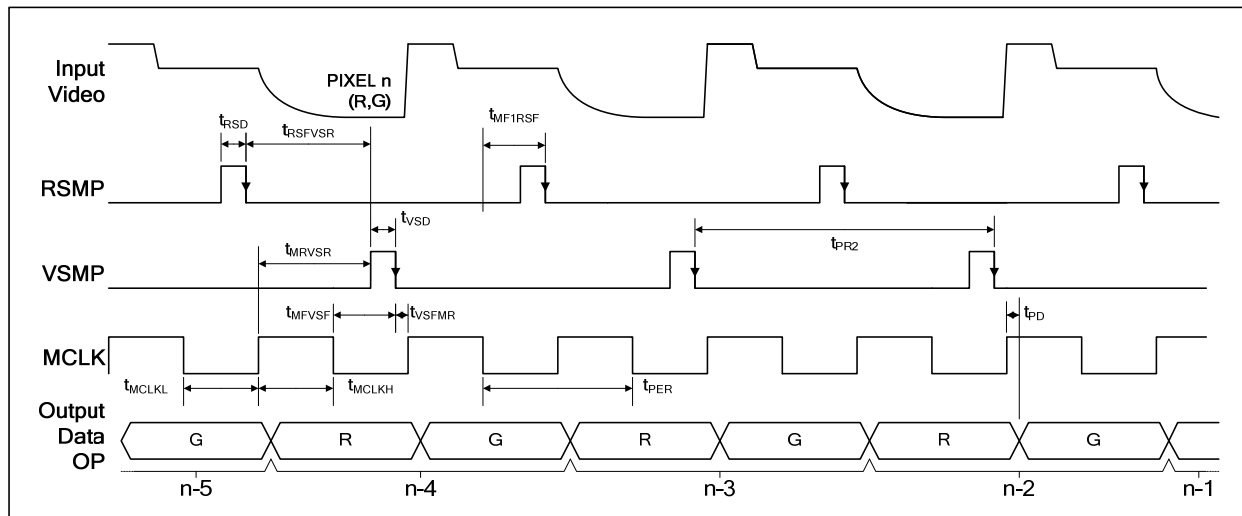 Input
Video
PIXEL n
(R,G)
tRSD
tRSFVSR
tMF1RSF
RSMP
tVSD
tMRVSR
tPR2
VSMP
tMFVSF
tVSFMR
tPD
MCLK
tMCLKL
tMCLKH
tPER
Output
Data
OP
G R G R G R G
n-5 n-4 n-3 n-2 n-1